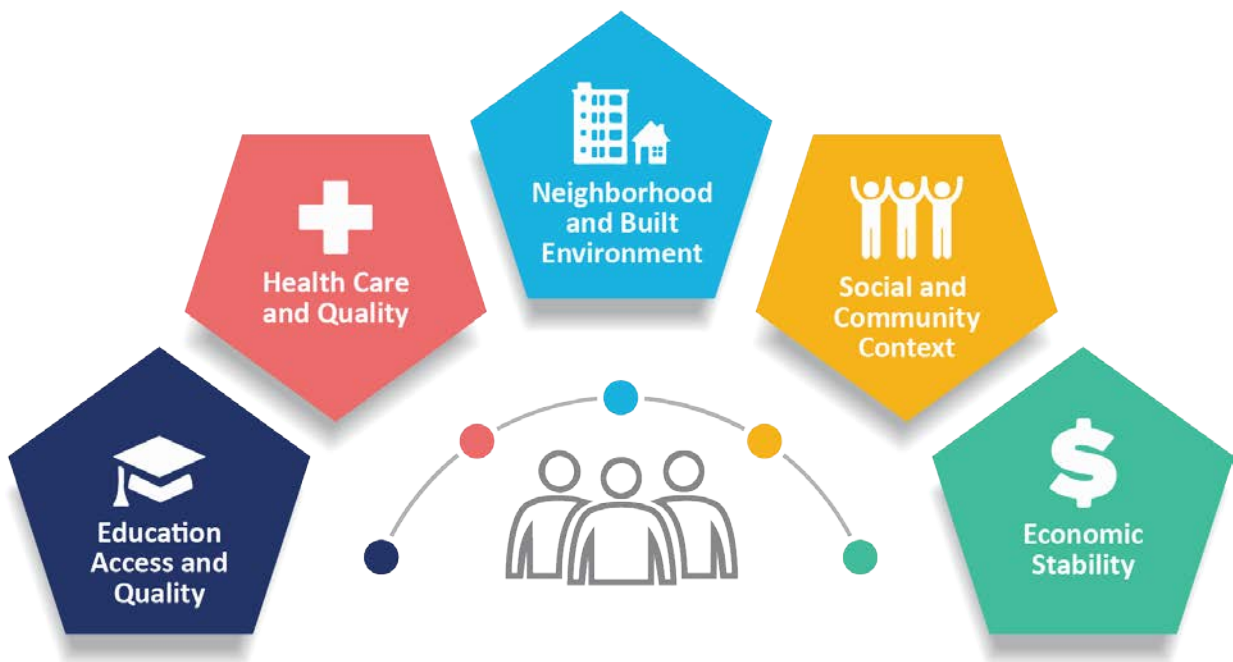 Education
Access and
Quality
Health Care
and Quality
Neighborhood
and Built
Environment
Social and
Community
Context
Economic
Stability